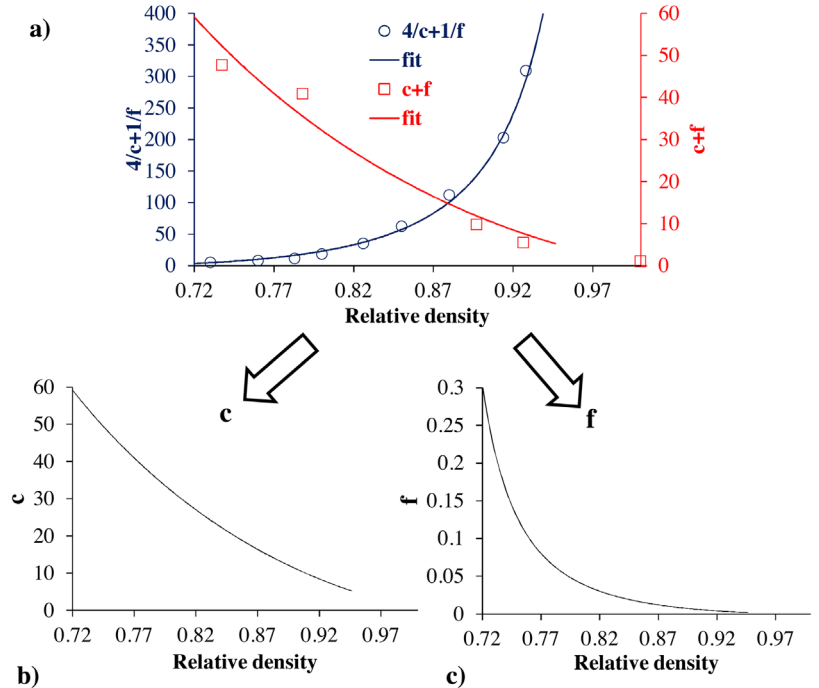 a)
4/c+1/f
fit
c+f
fit
400
350
300
250
200
150
100
50
0
4/c+1/f
60
50
40
30
20
10
0
c+f
0.72 0.77 0.82 0.87 0.92 0.97
Relative density
c
f
60
50
40
30
20
10
0
c
0.72 0.77 0.82 0.87 0.92 0.97
Relative density
b)
0.3
0.25
0.2
0.15
0.1
0.05
0
f
0.72 0.77 0.82 0.87 0.92 0.97
Relative density
c)